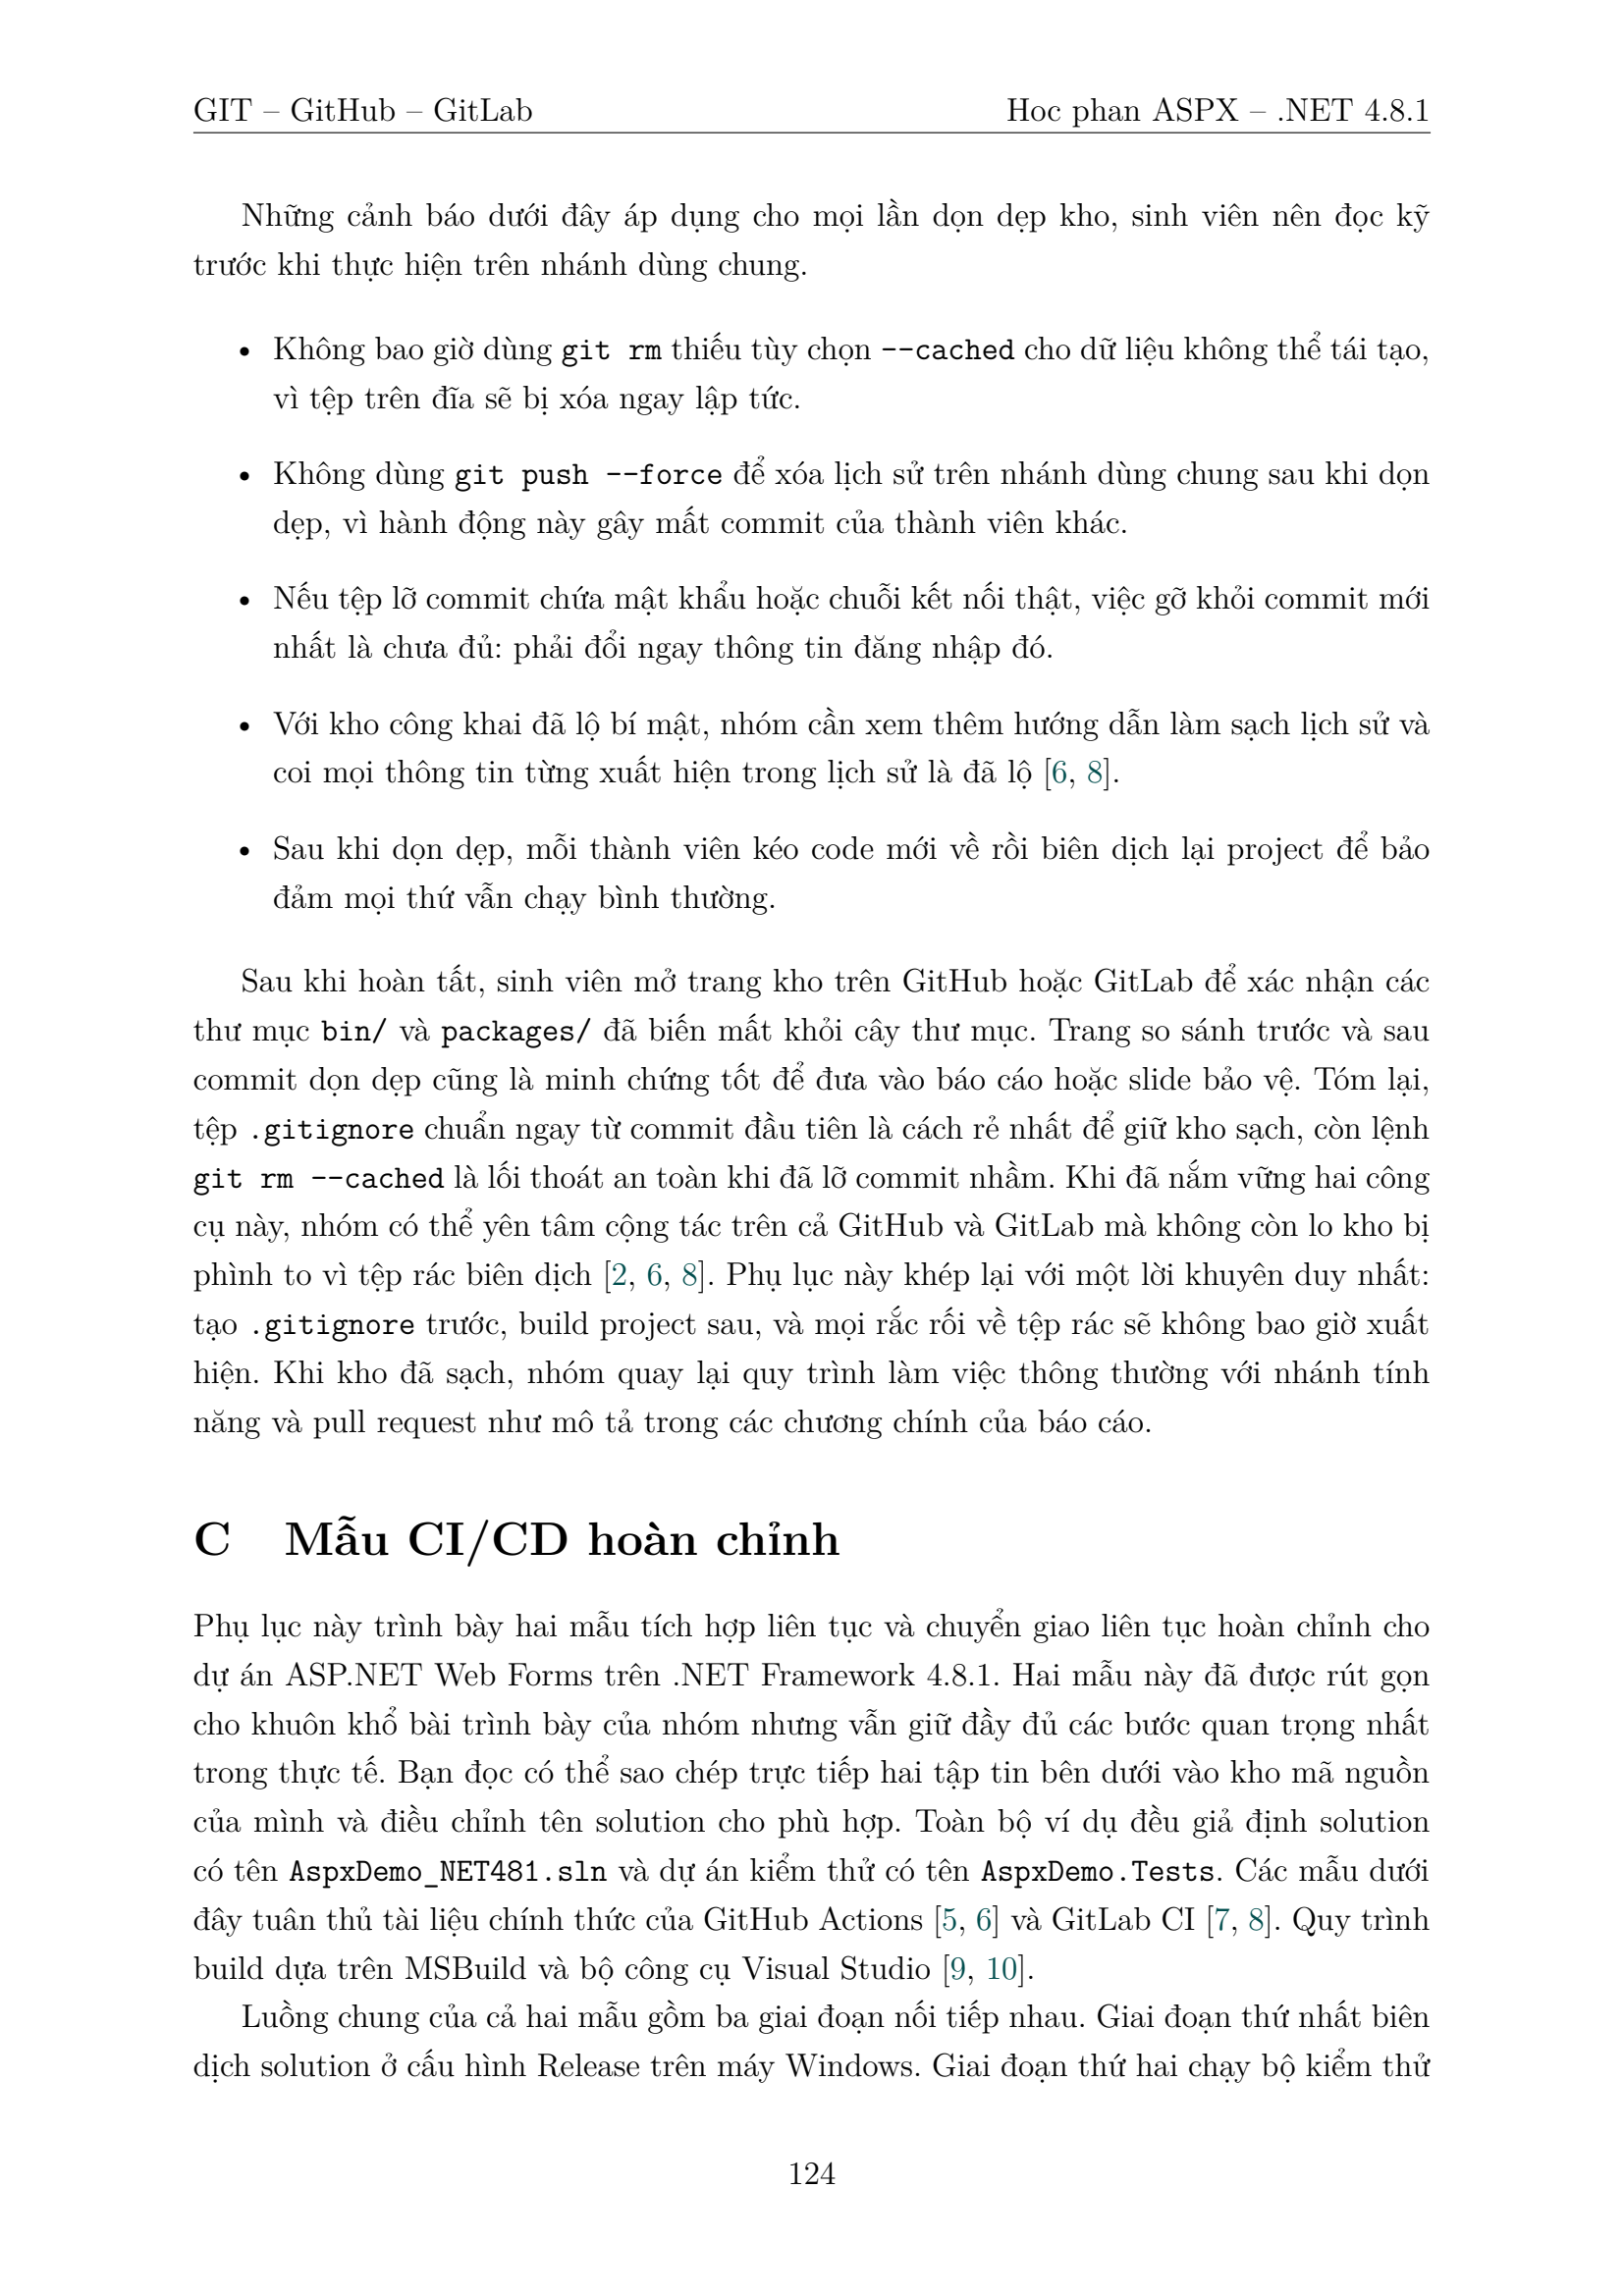 GIT – GitHub – GitLab
Hoc phan ASPX – .NET 4.8.1
Những cảnh báo dưới đây áp dụng cho mọi lần dọn dẹp kho, sinh viên nên đọc kỹ
trước khi thực hiện trên nhánh dùng chung.
• Không bao giờ dùng git rm thiếu tùy chọn --cached cho dữ liệu không thể tái tạo,
vì tệp trên đĩa sẽ bị xóa ngay lập tức.
• Không dùng git push --force để xóa lịch sử trên nhánh dùng chung sau khi dọn
dẹp, vì hành động này gây mất commit của thành viên khác.
• Nếu tệp lỡ commit chứa mật khẩu hoặc chuỗi kết nối thật, việc gỡ khỏi commit mới
nhất là chưa đủ: phải đổi ngay thông tin đăng nhập đó.
• Với kho công khai đã lộ bí mật, nhóm cần xem thêm hướng dẫn làm sạch lịch sử và
coi mọi thông tin từng xuất hiện trong lịch sử là đã lộ [6, 8].
• Sau khi dọn dẹp, mỗi thành viên kéo code mới về rồi biên dịch lại project để bảo
đảm mọi thứ vẫn chạy bình thường.
Sau khi hoàn tất, sinh viên mở trang kho trên GitHub hoặc GitLab để xác nhận các
thư mục bin/ và packages/ đã biến mất khỏi cây thư mục. Trang so sánh trước và sau
commit dọn dẹp cũng là minh chứng tốt để đưa vào báo cáo hoặc slide bảo vệ. Tóm lại,
tệp .gitignore chuẩn ngay từ commit đầu tiên là cách rẻ nhất để giữ kho sạch, còn lệnh
git rm --cached là lối thoát an toàn khi đã lỡ commit nhầm. Khi đã nắm vững hai công
cụ này, nhóm có thể yên tâm cộng tác trên cả GitHub và GitLab mà không còn lo kho bị
phình to vì tệp rác biên dịch [2, 6, 8]. Phụ lục này khép lại với một lời khuyên duy nhất:
tạo .gitignore trước, build project sau, và mọi rắc rối về tệp rác sẽ không bao giờ xuất
hiện. Khi kho đã sạch, nhóm quay lại quy trình làm việc thông thường với nhánh tính
năng và pull request như mô tả trong các chương chính của báo cáo.
C Mẫu CI/CD hoàn chỉnh
Phụ lục này trình bày hai mẫu tích hợp liên tục và chuyển giao liên tục hoàn chỉnh cho
dự án ASP.NET Web Forms trên .NET Framework 4.8.1. Hai mẫu này đã được rút gọn
cho khuôn khổ bài trình bày của nhóm nhưng vẫn giữ đầy đủ các bước quan trọng nhất
trong thực tế. Bạn đọc có thể sao chép trực tiếp hai tập tin bên dưới vào kho mã nguồn
của mình và điều chỉnh tên solution cho phù hợp. Toàn bộ ví dụ đều giả định solution
có tên AspxDemo_NET481.sln và dự án kiểm thử có tên AspxDemo.Tests. Các mẫu dưới
đây tuân thủ tài liệu chính thức của GitHub Actions [5, 6] và GitLab CI [7, 8]. Quy trình
build dựa trên MSBuild và bộ công cụ Visual Studio [9, 10].
Luồng chung của cả hai mẫu gồm ba giai đoạn nối tiếp nhau. Giai đoạn thứ nhất biên
dịch solution ở cấu hình Release trên máy Windows. Giai đoạn thứ hai chạy bộ kiểm thử
124